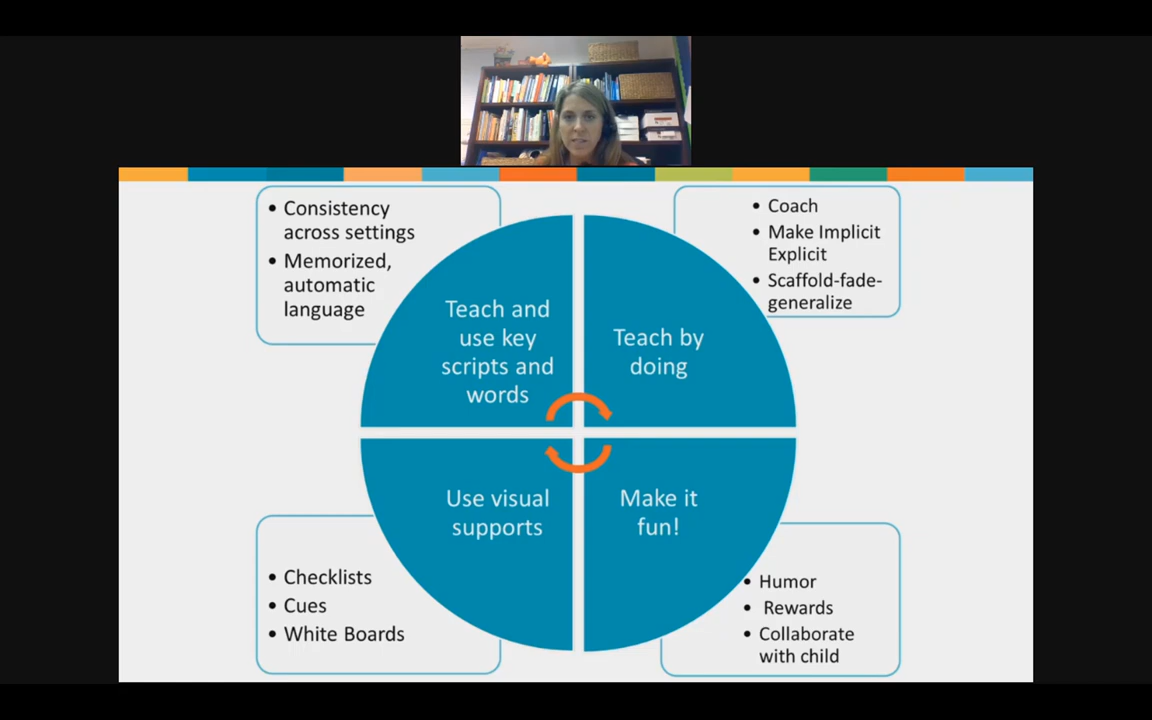 • Consistency
across settings
• Memorized,
automatic
language
• Coach
• Make Implicit
Explicit
• Scaffold-fade-
generalize
Teach and
use key
scripts and
words
Teach by
doing
Use visual
supports
Make it
fun!
• Checklists
• Cues
• White Boards
• Humor
• Rewards
• Collaborate
with child